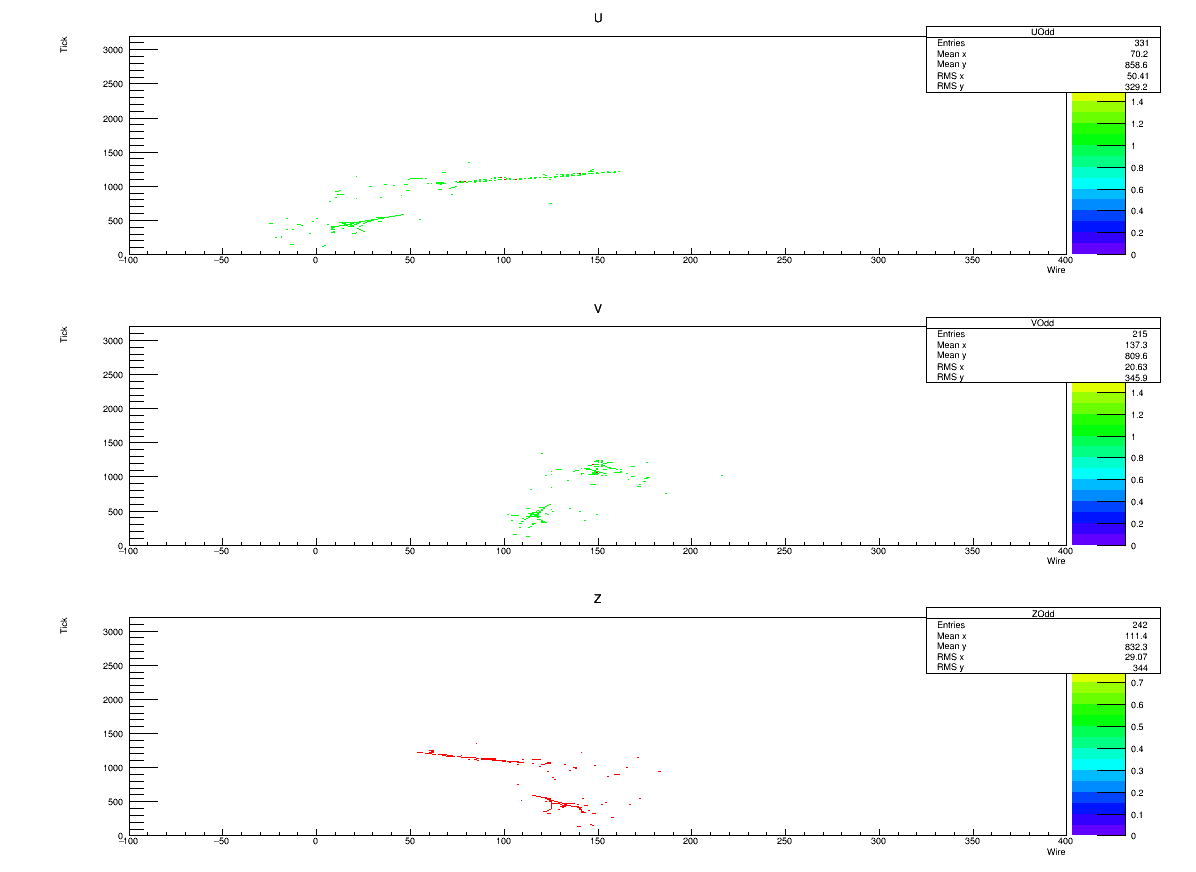 U
Tick
3000
2500
2000
1500
1000
500
0
−100 −50 0 50 100 150 200 250 300 350 400
Wire
UOdd
Entries 331
Mean x 70.2
Mean y 858.6
RMS x 50.41
RMS y 329.2
1.4
1.2
1
0.8
0.6
0.4
0.2
0
V
Tick
3000
2500
2000
1500
1000
500
0
−100 −50 0 50 100 150 200 250 300 350 400
Wire
VOdd
Entries 215
Mean x 137.3
Mean y 809.6
RMS x 20.63
RMS y 345.9
1.4
1.2
1
0.8
0.6
0.4
0.2
0
Z
Tick
3000
2500
2000
1500
1000
500
0
−100 −50 0 50 100 150 200 250 300 350 400
Wire
ZOdd
Entries 242
Mean x 111.4
Mean y 832.3
RMS x 29.07
RMS y 344
0.7
0.6
0.5
0.4
0.3
0.2
0.1
0